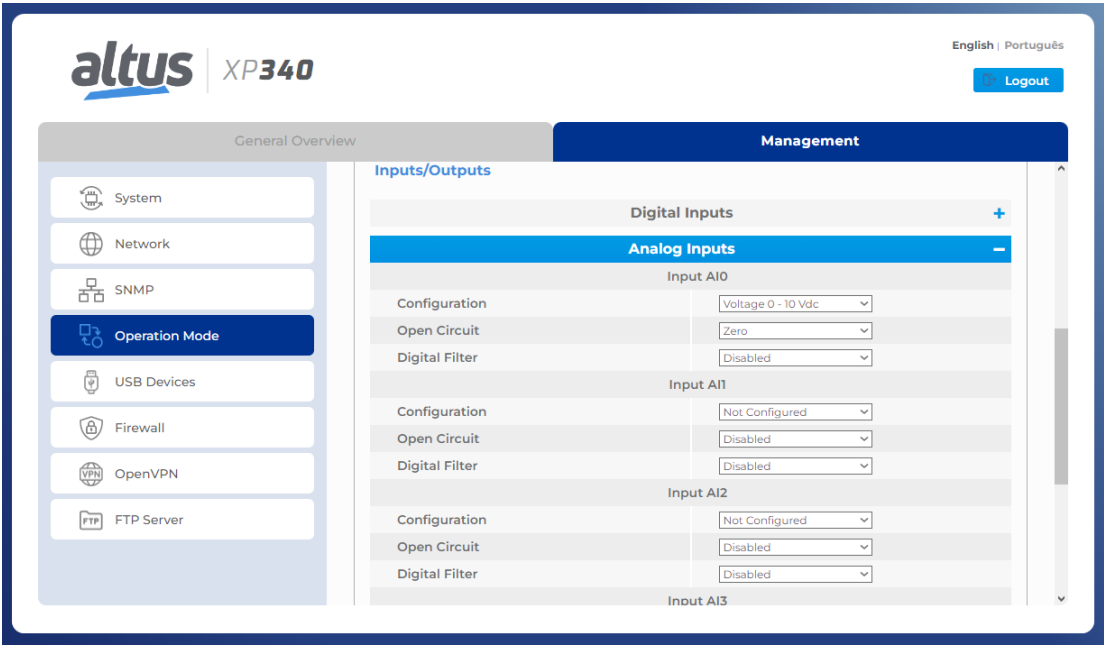 English | Português
altus XP340
Logout
General Overview
Management
System
Network
SNMP
Operation Mode
USB Devices
Firewall
VPN OpenVPN
FTP FTP Server
Inputs/Outputs
Digital Inputs +
Analog Inputs −
Input AI0
Configuration Voltage 0 - 10 Vdc
Open Circuit Zero
Digital Filter Disabled
Input AI1
Configuration Not Configured
Open Circuit Disabled
Digital Filter Disabled
Input AI2
Configuration Not Configured
Open Circuit Disabled
Digital Filter Disabled
Input AI3